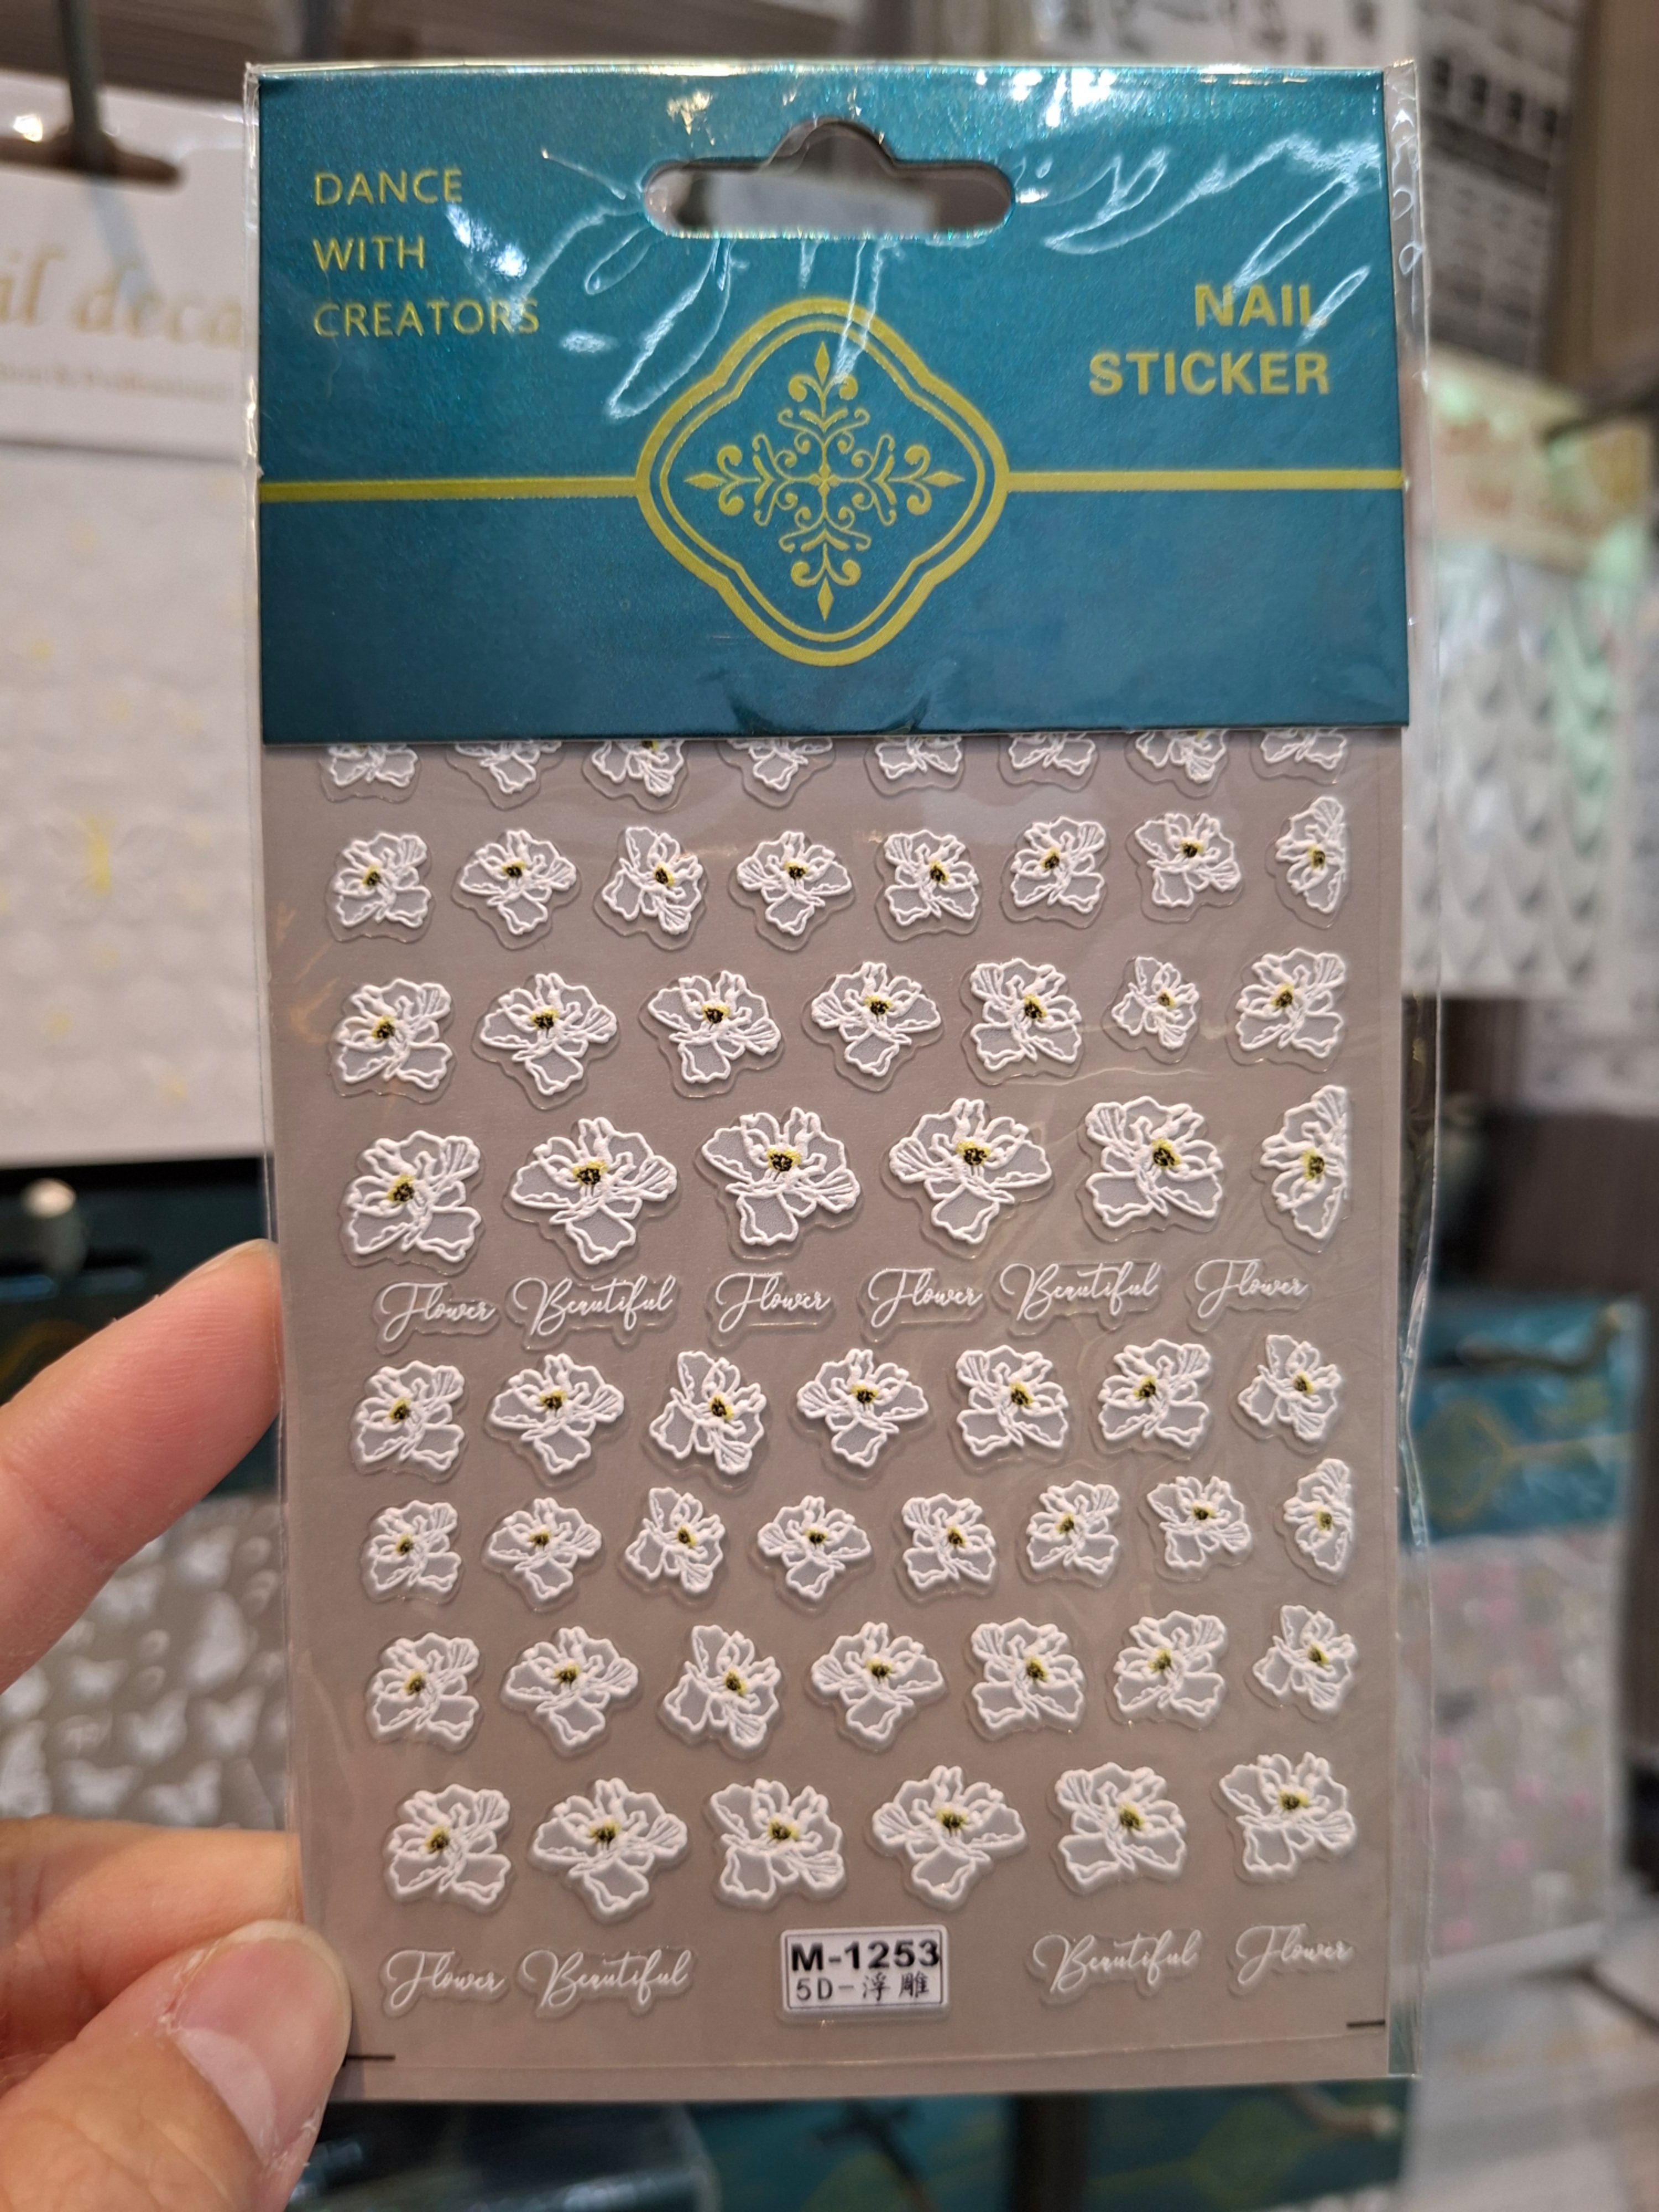 DANCE
WITH
CREATORS
NAIL
STICKER
Flower Beautiful Flower Flower Beautiful Flower
Flower Beautiful
M-1253
5D-浮雕
Beautiful Flower